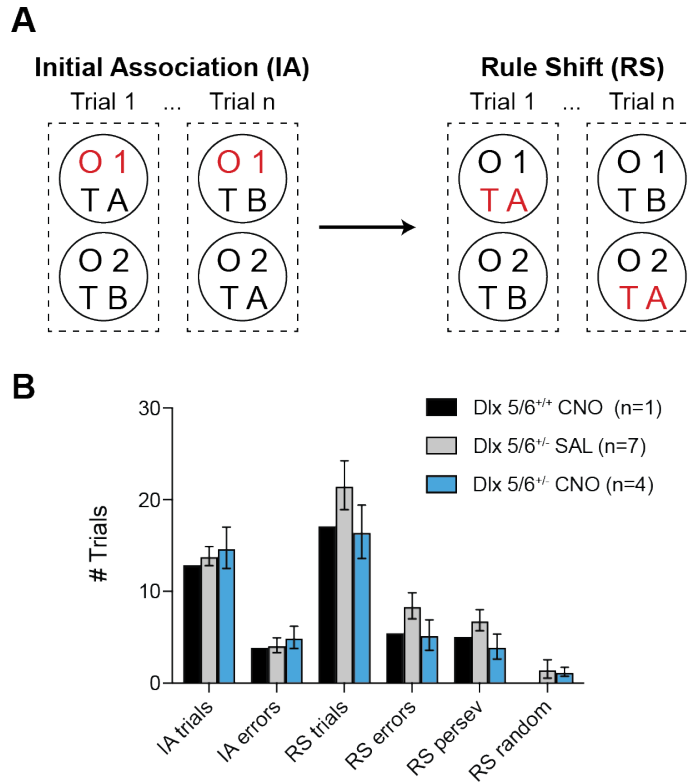 A
Initial Association (IA)
Rule Shift (RS)
Trial 1 ... Trial n
Trial 1 ... Trial n
O 1
T A
O 2
T B
O 1
T B
O 2
T A
O 1
T A
O 2
T B
O 1
T B
O 2
T A
B
Dlx 5/6+/+ CNO (n=1)
Dlx 5/6+/- SAL (n=7)
Dlx 5/6+/- CNO (n=4)
# Trials
30
20
10
0
IA trials
IA errors
RS trials
RS errors
RS persev
RS random